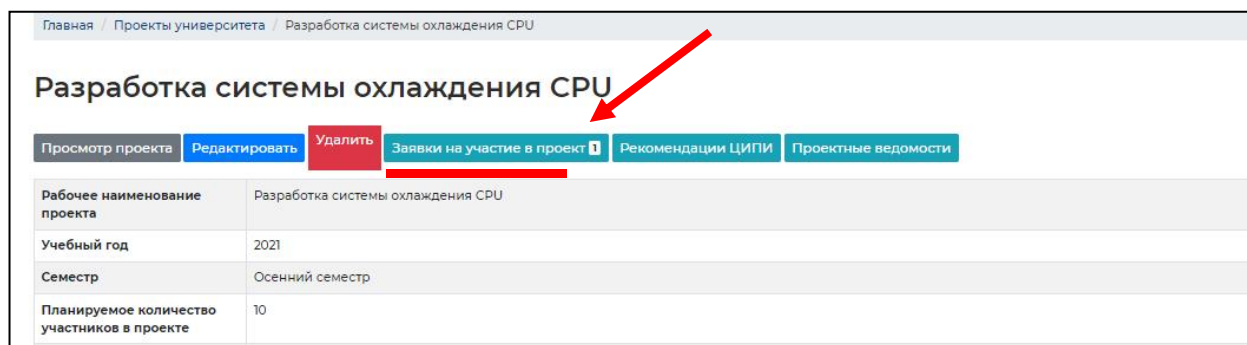 Главная / Проекты университета / Разработка системы охлаждения CPU
Разработка системы охлаждения CPU
Просмотр проекта Редактировать Удалить Заявки на участие в проект 1 Рекомендации ЦИПИ Проектные ведомости
Рабочее наименование проекта Разработка системы охлаждения CPU
Учебный год 2021
Семестр Осенний семестр
Планируемое количество 10
участников в проекте